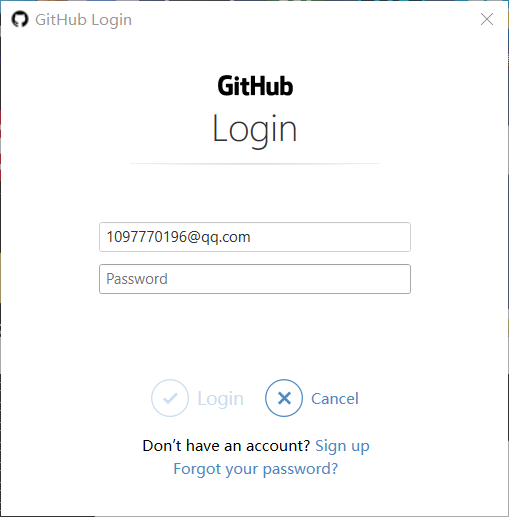 GitHub Login
GitHub
Login
1097770196@qq.com
Password
Login Cancel
Don't have an account? Sign up
Forgot your password?